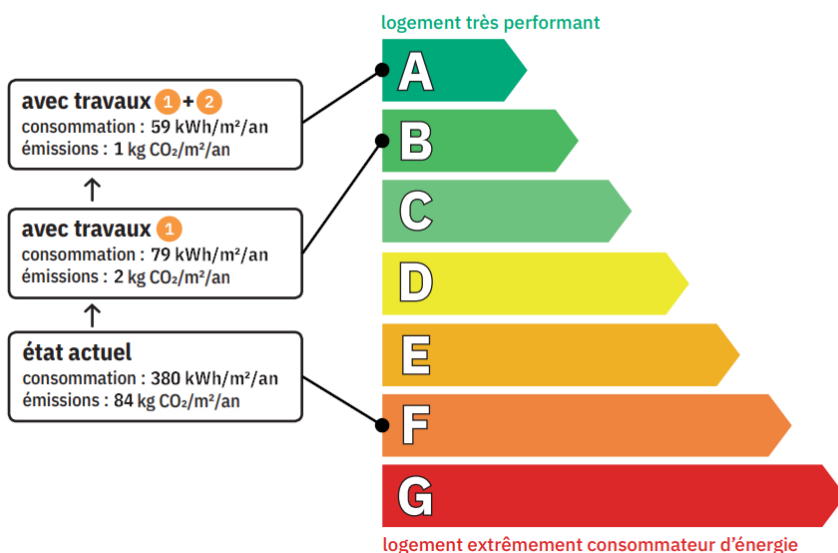 logement très performant
avec travaux 1 + 2
consommation : 59 kWh/m²/an
émissions : 1 kg CO₂/m²/an
avec travaux 1
consommation : 79 kWh/m²/an
émissions : 2 kg CO₂/m²/an
état actuel
consommation : 380 kWh/m²/an
émissions : 84 kg CO₂/m²/an
A
B
C
D
E
F
G
logement extrêmement consommateur d’énergie